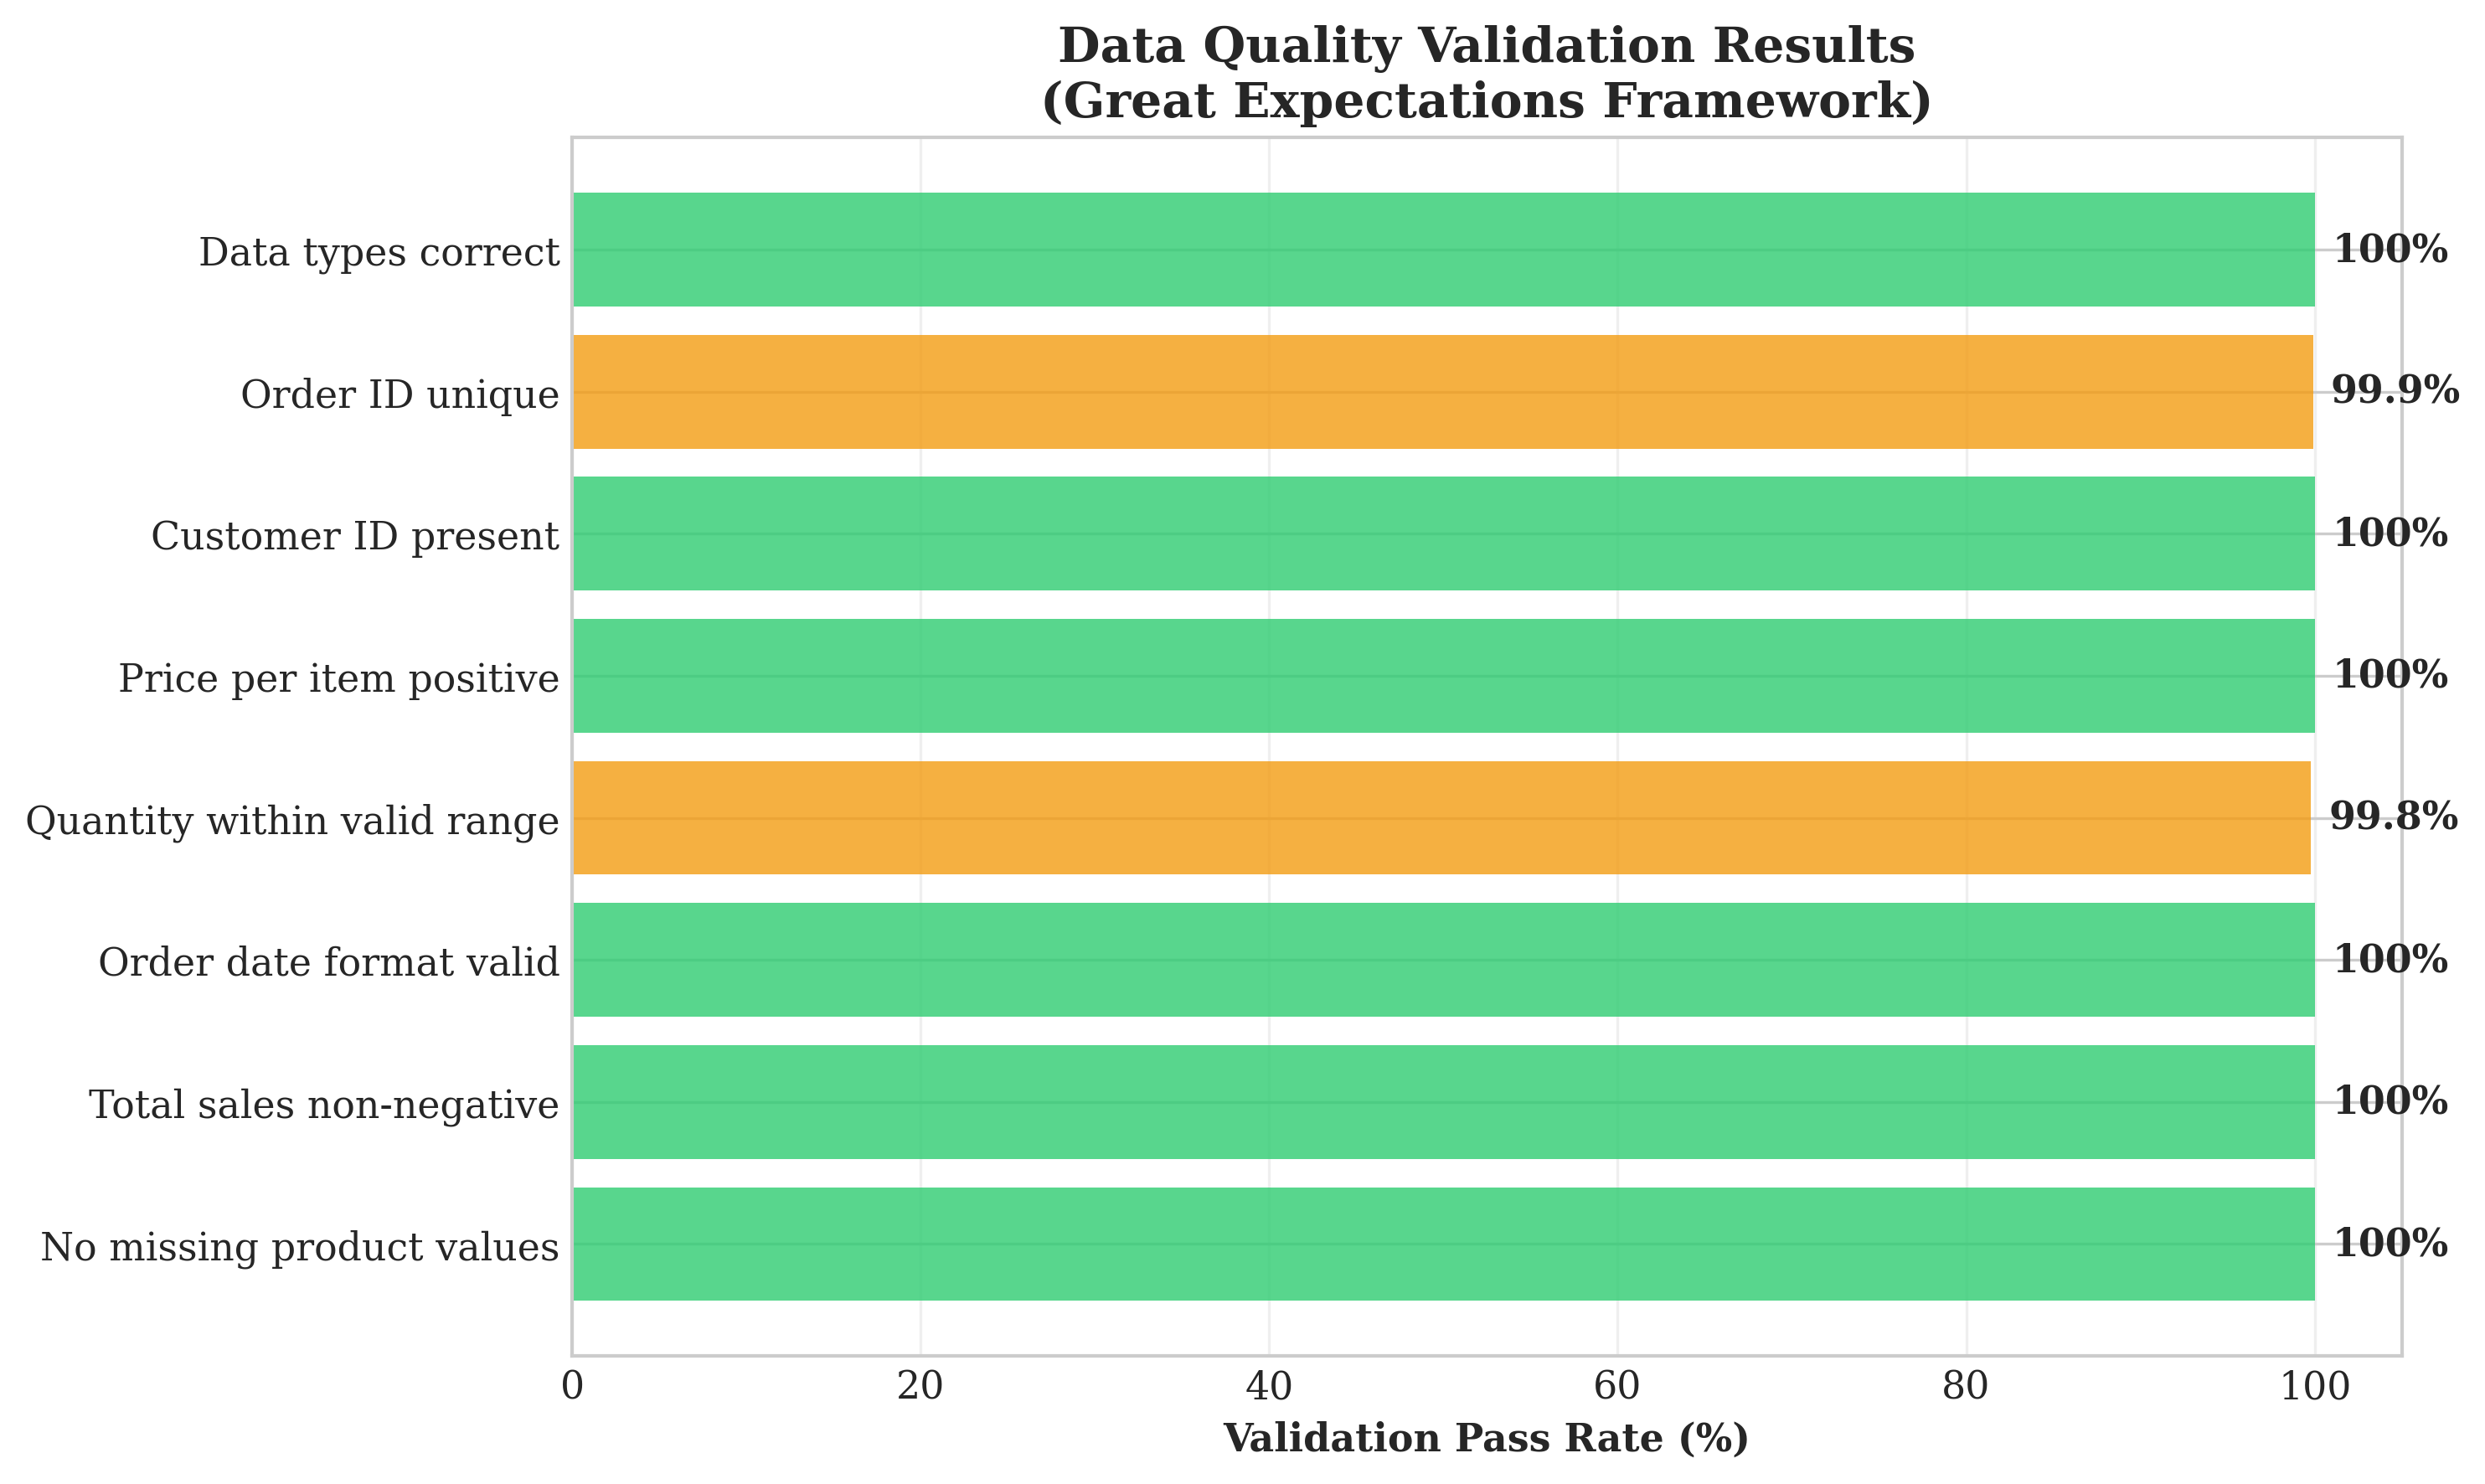 Data Quality Validation Results
(Great Expectations Framework)
Data types correct 100%
Order ID unique 99.9%
Customer ID present 100%
Price per item positive 100%
Quantity within valid range 99.8%
Order date format valid 100%
Total sales non-negative 100%
No missing product values 100%
0 20 40 60 80 100
Validation Pass Rate (%)